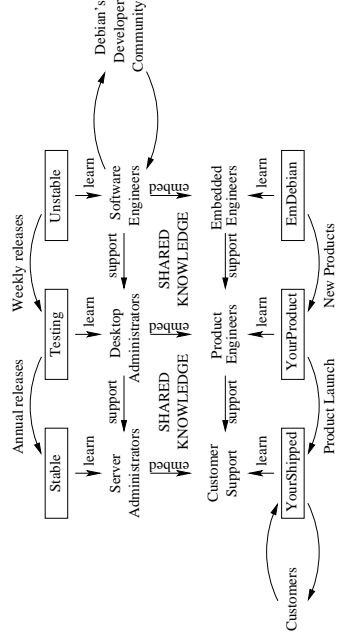 Annual releases
Weekly releases
Stable
Testing
Unstable
learn
learn
learn
Debian's
Developer
Community
Server
Administrators
support
Desktop
Administrators
support
Software
Engineers
embed
SHARED
KNOWLEDGE
embed
SHARED
KNOWLEDGE
embed
Customer
Support
support
Product
Engineers
support
Embedded
Engineers
learn
learn
learn
Customers
YourShipped
YourProduct
EmDebian
Product Launch
New Products